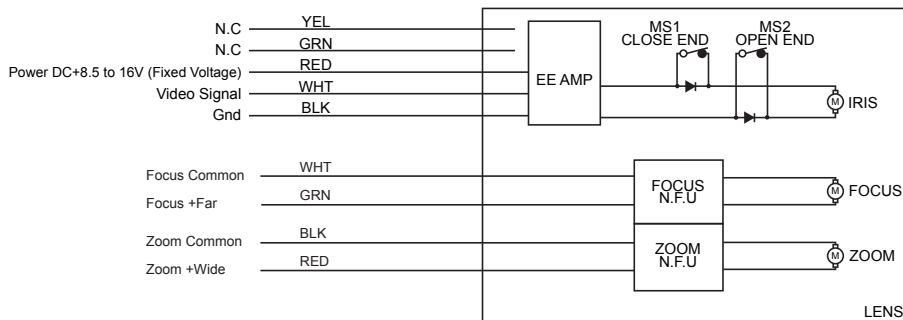 N.C YEL
N.C GRN
Power DC+8.5 to 16V (Fixed Voltage) RED
Video Signal WHT
Gnd BLK
EE AMP
MS1
CLOSE END
MS2
OPEN END
M IRIS
Focus Common WHT
Focus +Far GRN
FOCUS
N.F.U
M FOCUS
Zoom Common BLK
Zoom +Wide RED
ZOOM
N.F.U
M ZOOM
LENS